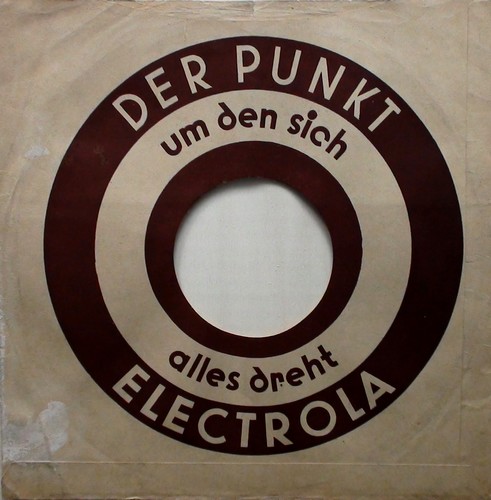 DER PUNKT
um den sich
alles dreht
ELECTROLA